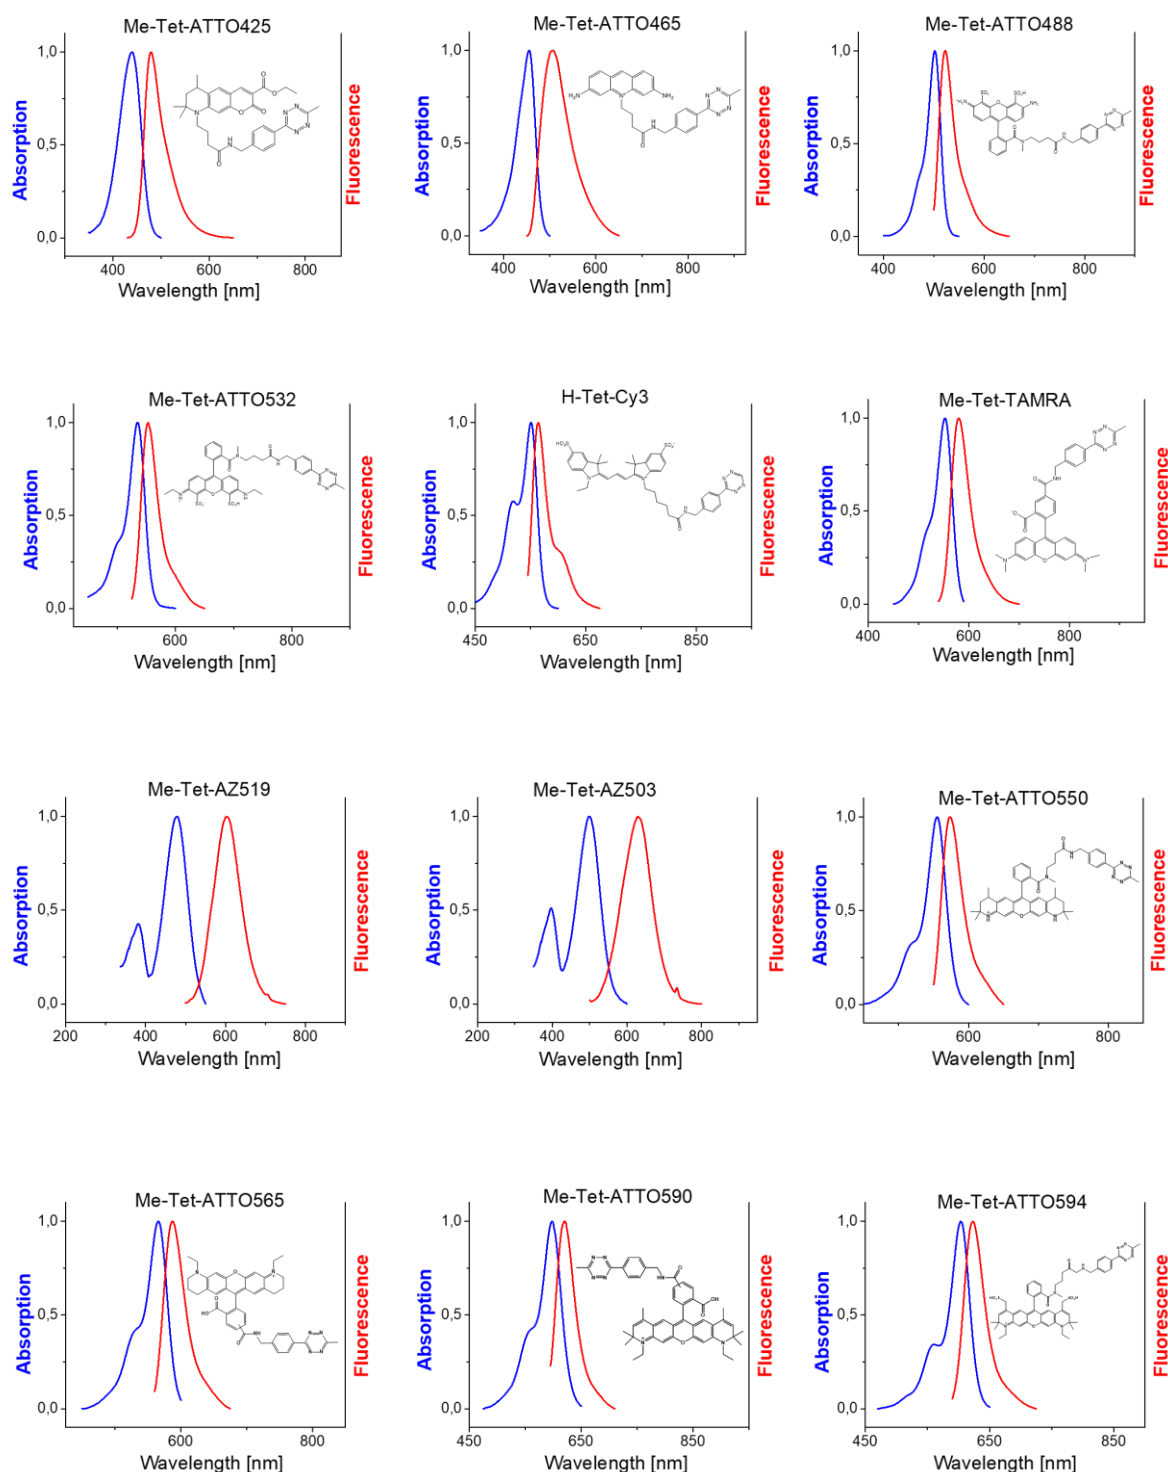 Me-Tet-ATTO425
Absorption
1,0
0,5
0,0
400 600 800
Wavelength [nm]
Fluorescence
Me-Tet-ATTO465
Absorption
1,0
0,5
0,0
400 600 800
Wavelength [nm]
Fluorescence
Me-Tet-ATTO488
Absorption
1,0
0,5
0,0
400 600 800
Wavelength [nm]
Fluorescence
Me-Tet-ATTO532
Absorption
1,0
0,5
0,0
600 800
Wavelength [nm]
Fluorescence
H-Tet-Cy3
Absorption
1,0
0,5
0,0
450 650 850
Wavelength [nm]
Fluorescence
Me-Tet-TAMRA
Absorption
1,0
0,5
0,0
400 600 800
Wavelength [nm]
Fluorescence
Me-Tet-AZ519
Absorption
1,0
0,5
0,0
200 400 600 800
Wavelength [nm]
Fluorescence
Me-Tet-AZ503
Absorption
1,0
0,5
0,0
200 400 600 800
Wavelength [nm]
Fluorescence
Me-Tet-ATTO550
Absorption
1,0
0,5
0,0
600 800
Wavelength [nm]
Fluorescence
Me-Tet-ATTO565
Absorption
1,0
0,5
0,0
600 800
Wavelength [nm]
Fluorescence
Me-Tet-ATTO590
Absorption
1,0
0,5
0,0
450 650 850
Wavelength [nm]
Fluorescence
Me-Tet-ATTO594
Absorption
1,0
0,5
0,0
450 650 850
Wavelength [nm]
Fluorescence